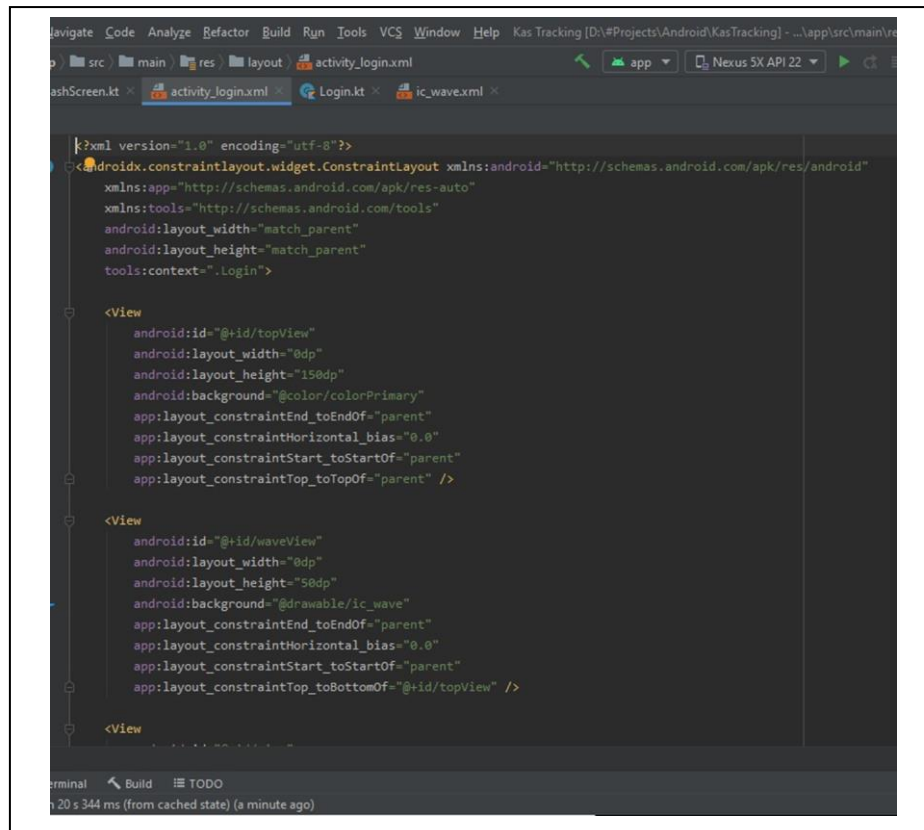 Navigate Code Analyze Refactor Build Run Tools VCS Window Help Kas Tracking [D:\#Projects\Android\KasTracking] - ...\app\src\main\re
src main res layout activity_login.xml app Nexus 5X API 22
ashScreen.kt activity_login.xml Login.kt ic_wave.xml
<?xml version="1.0" encoding="utf-8"?>
<androidx.constraintlayout.widget.ConstraintLayout xmlns:android="http://schemas.android.com/apk/res/android"
xmlns:app="http://schemas.android.com/apk/res-auto"
xmlns:tools="http://schemas.android.com/tools"
android:layout_width="match_parent"
android:layout_height="match_parent"
tools:context=".Login">
<View
android:id="@+id/topView"
android:layout_width="0dp"
android:layout_height="150dp"
android:background="@color/colorPrimary"
app:layout_constraintEnd_toEndOf="parent"
app:layout_constraintHorizontal_bias="0.0"
app:layout_constraintStart_toStartOf="parent"
app:layout_constraintTop_toTopOf="parent" />
<View
android:id="@+id/waveView"
android:layout_width="0dp"
android:layout_height="50dp"
android:background="@drawable/ic_wave"
app:layout_constraintEnd_toEndOf="parent"
app:layout_constraintHorizontal_bias="0.0"
app:layout_constraintStart_toStartOf="parent"
app:layout_constraintTop_toBottomOf="@+id/topView" />
<View
erminal Build TODO
n 20 s 344 ms (from cached state) (a minute ago)